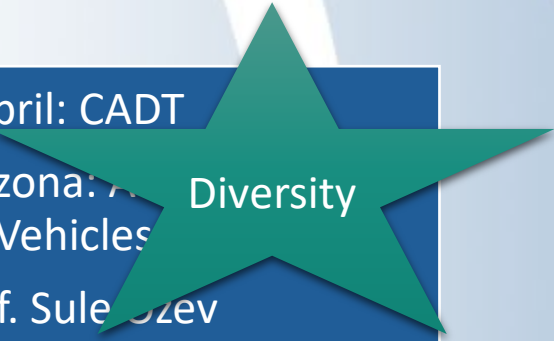 pril: CADT
zona: A
Vehicles
f. Sule Ozev
Diversity